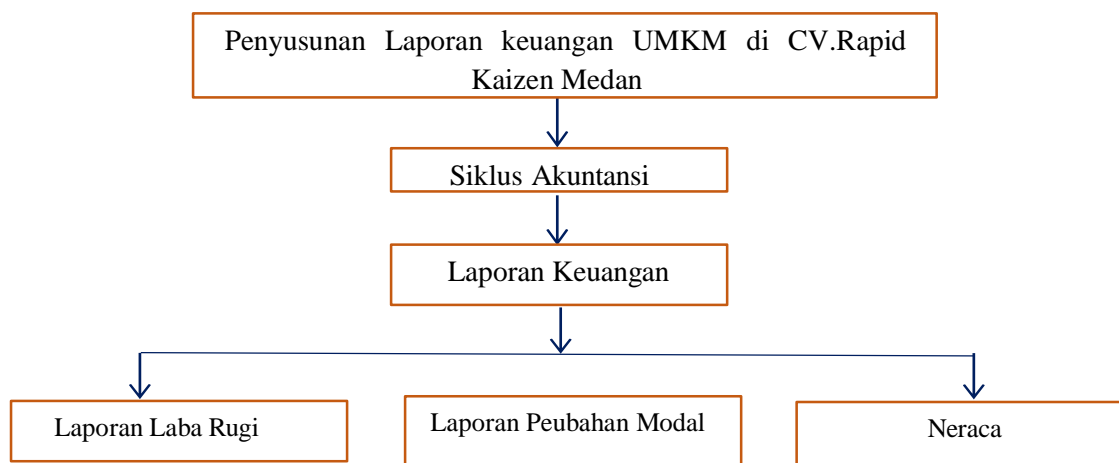 Penyusunan Laporan keuangan UMKM di CV.Rapid
Kaizen Medan
Siklus Akuntansi
Laporan Keuangan
Laporan Laba Rugi
Laporan Peubahan Modal
Neraca